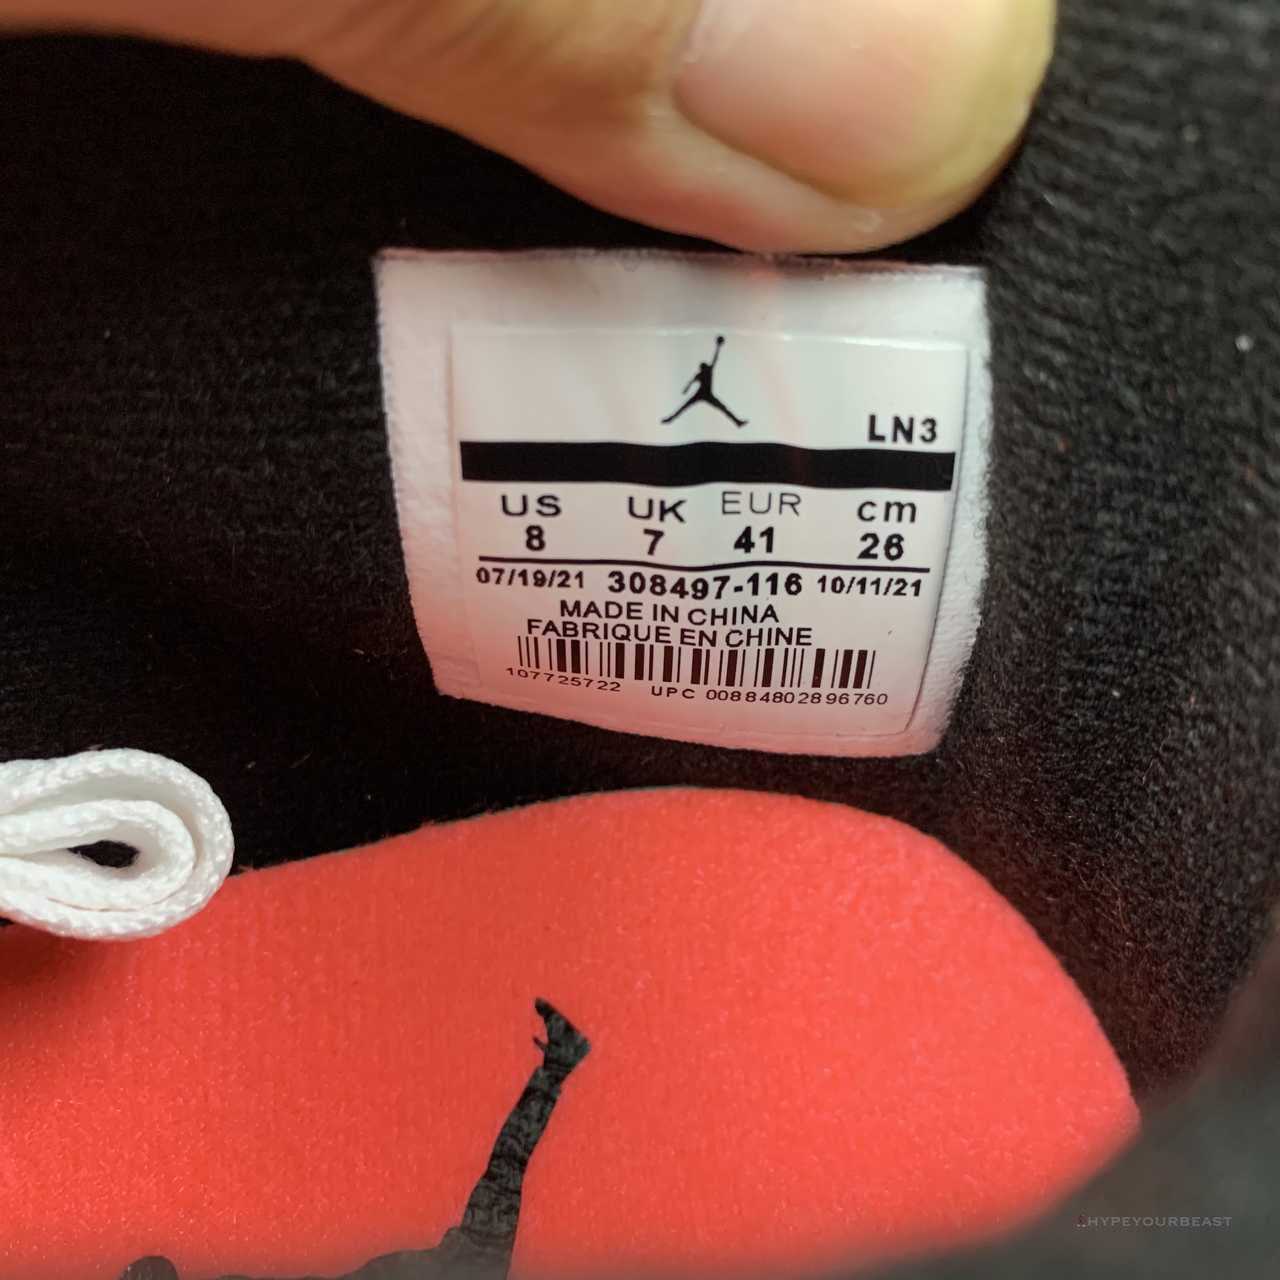 LN3
US UK EUR cm
8 7 41 26
07/19/21 308497-116 10/11/21
MADE IN CHINA
FABRIQUE EN CHINE
107725722 UPC 00884802896760
HYPEYOURBEAST